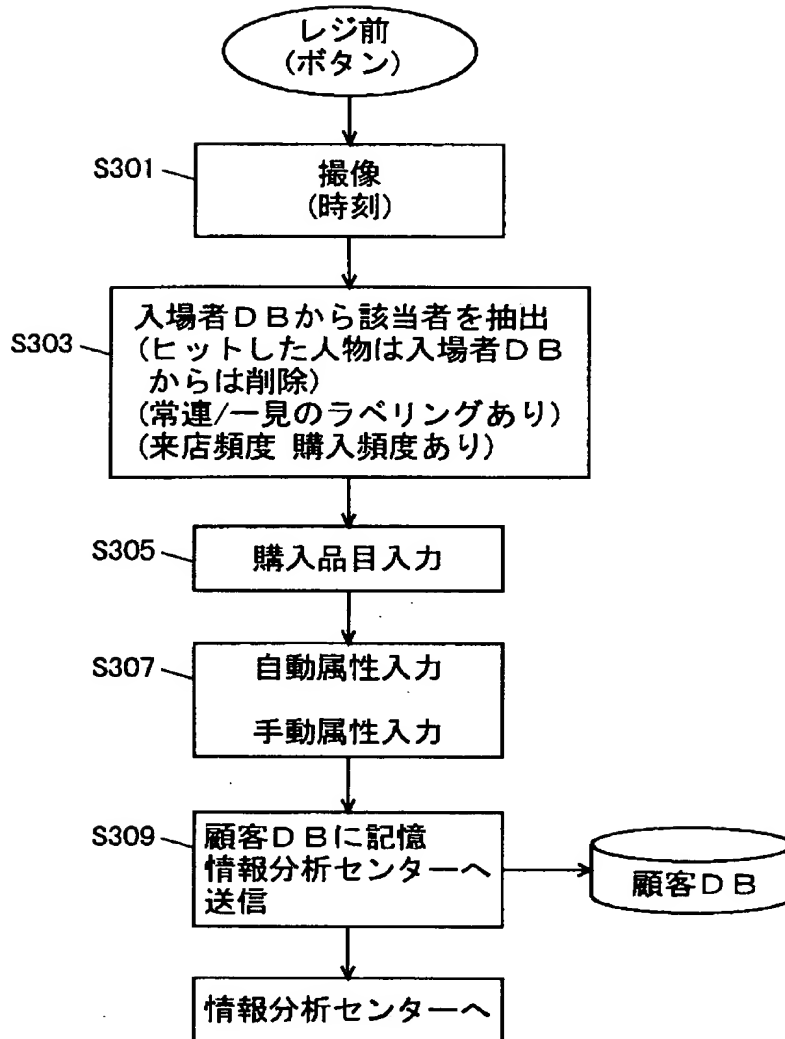 レジ前
(ボタン)
S301
撮像
(時刻)
S303
入場者DBから該当者を抽出
(ヒットした人物は入場者DB
からは削除)
(常連/一見のラベリングあり)
(来店頻度 購入頻度あり)
S305
購入品目入力
S307
自動属性入力
手動属性入力
S309
顧客DBに記憶
情報分析センターへ
送信
顧客DB
情報分析センターへ